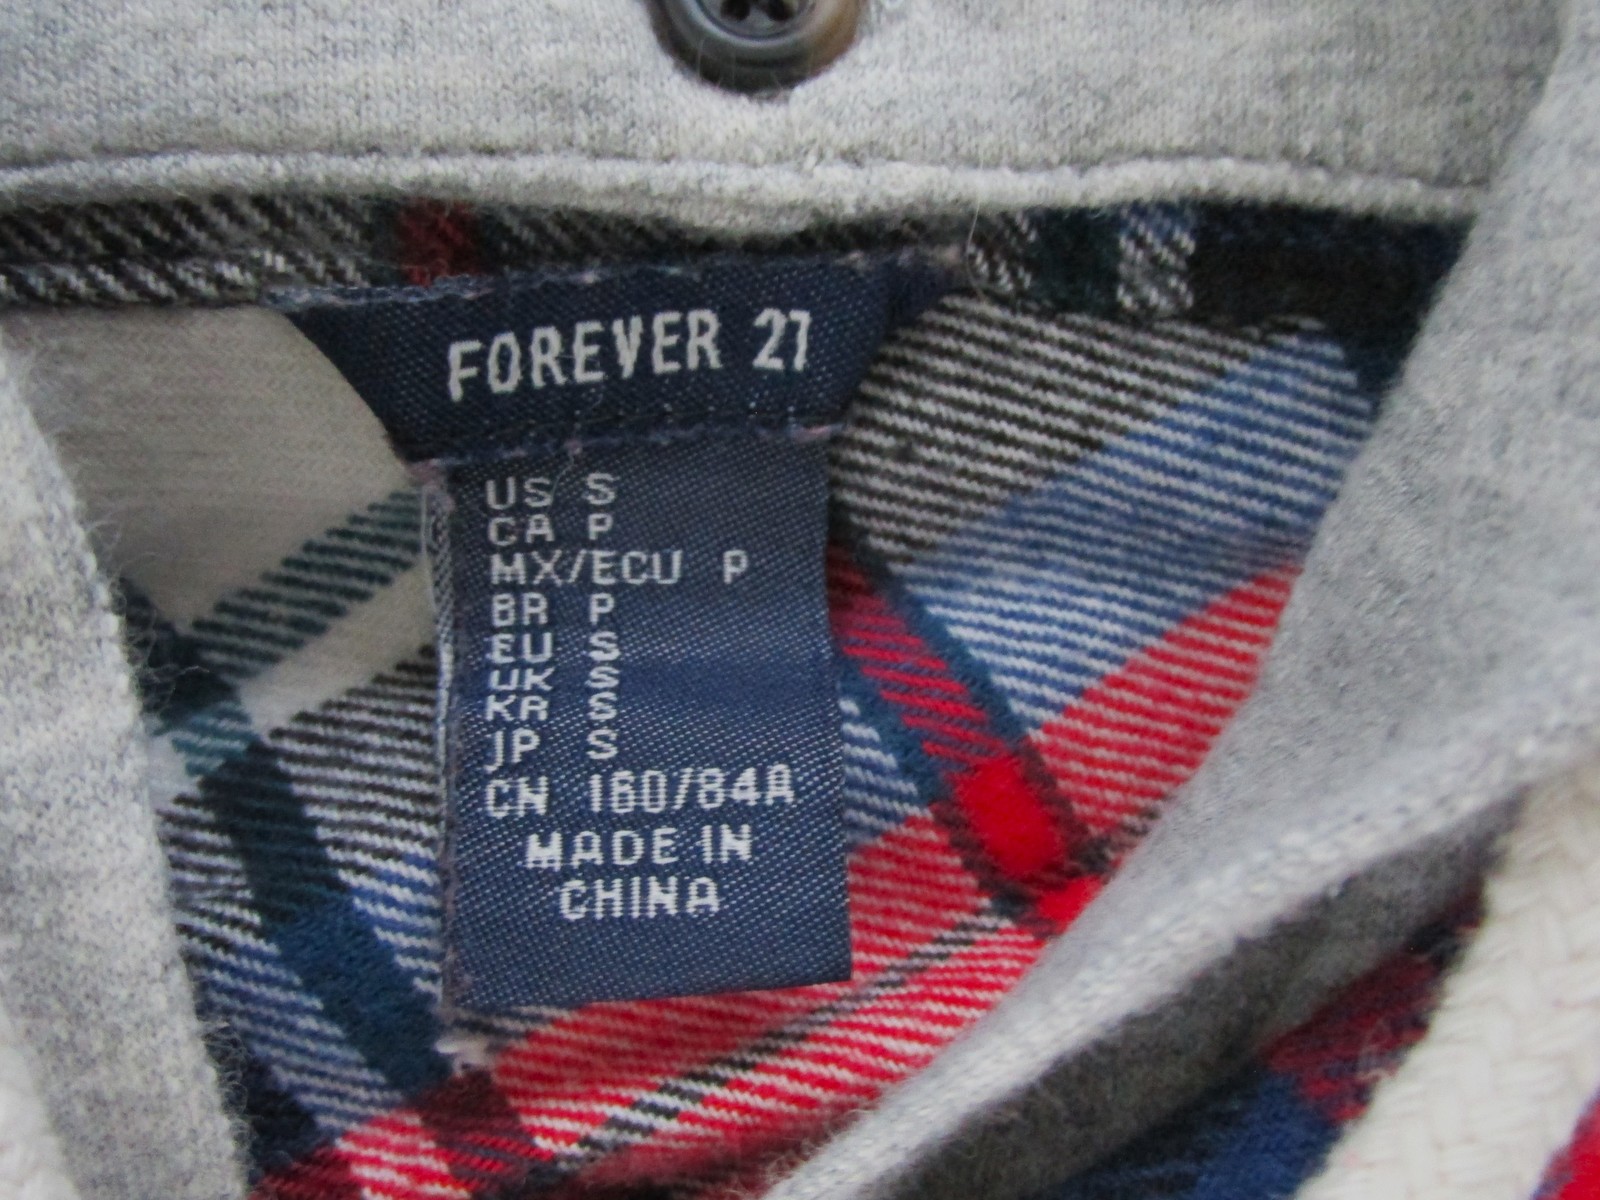 FOREVER 21
US S
CA P
MX/ECU P
BR P
EU S
UK S
KR S
JP S
CN 160/84A
MADE IN
CHINA